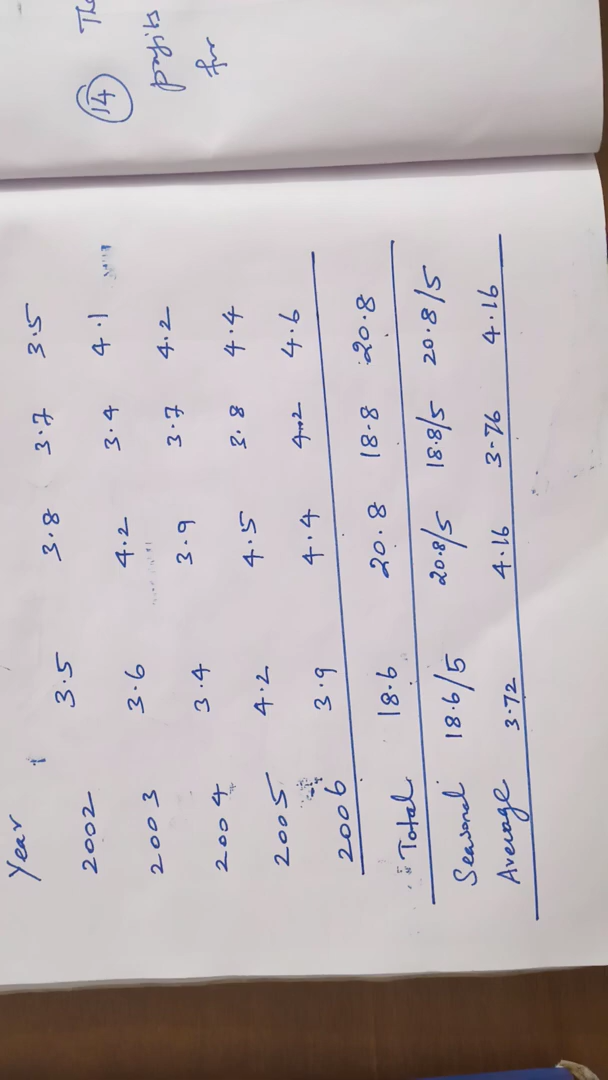 Year
2002 3.5 3.8 3.7 3.5
2003 3.6 4.2 3.4 4.1
2004 3.4 3.9 3.7 4.2
2005 4.2 4.5 3.8 4.4
2006 3.9 4.4 4.2 4.6
Total 18.6 20.8 18.8 20.8
Seasonal 18.6/5 20.8/5 18.8/5 20.8/5
Average 3.72 4.16 3.76 4.16
14 The
profits
for